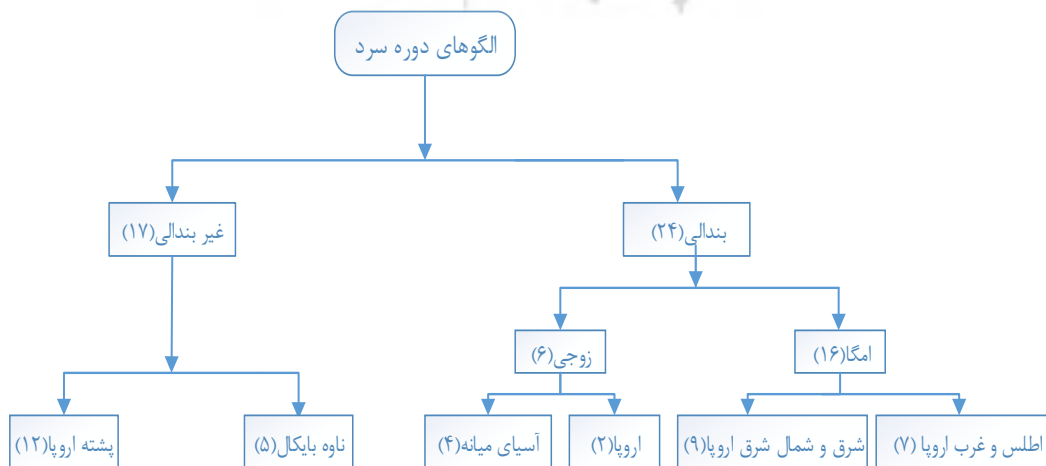 الگوهای دوره سرد
بندالی(۲۴)
غیر بندالی(۱۷)
امگا(۱۶)
زوجی(۶)
اطلس و غرب اروپا (۷)
شرق و شمال شرق اروپا(۹)
اروپا(۲)
آسیای میانه(۴)
ناوه بایکال(۵)
پشته اروپا(۱۲)